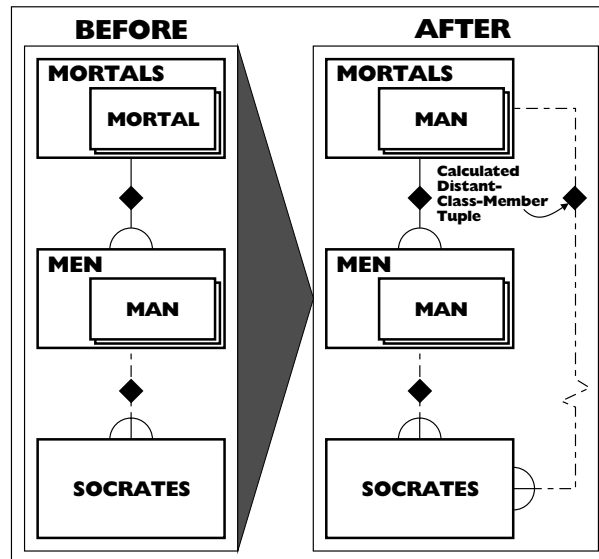 BEFORE
MORTALS
MORTAL
MEN
MAN
SOCRATES
AFTER
MORTALS
MAN
Calculated
Distant-
Class-Member
Tuple
MEN
MAN
SOCRATES